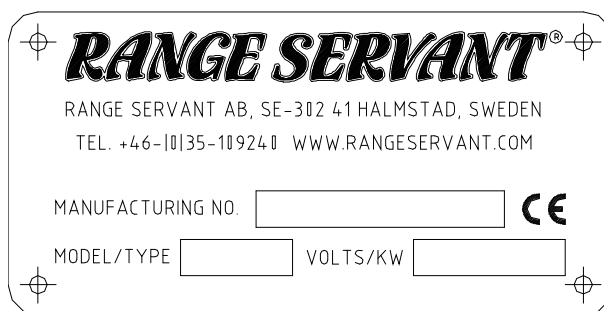 RANGE SERVANT®
RANGE SERVANT AB, SE-302 41 HALMSTAD, SWEDEN
TEL. +46-(0)35-109240 WWW.RANGESERVANT.COM
MANUFACTURING NO. CE
MODEL/TYPE VOLTS/KW